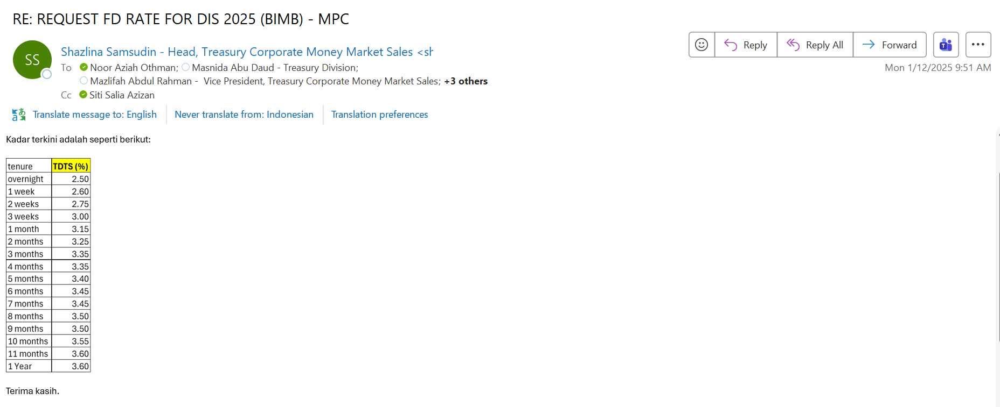 RE: REQUEST FD RATE FOR DIS 2025 (BIMB) - MPC
SS
Shazlina Samsudin - Head, Treasury Corporate Money Market Sales <sh
To Noor Aziah Othman; Masnida Abu Daud - Treasury Division;
Mazlifah Abdul Rahman - Vice President, Treasury Corporate Money Market Sales; +3 others
Cc Siti Salia Azizan
Reply Reply All Forward
Mon 1/12/2025 9:51 AM
Translate message to: English Never translate from: Indonesian Translation preferences
Kadar terkini adalah seperti berikut:
tenure TDTS (%)
overnight 2.50
1 week 2.60
2 weeks 2.75
3 weeks 3.00
1 month 3.15
2 months 3.25
3 months 3.35
4 months 3.35
5 months 3.40
6 months 3.45
7 months 3.45
8 months 3.50
9 months 3.50
10 months 3.55
11 months 3.60
1 Year 3.60
Terima kasih.